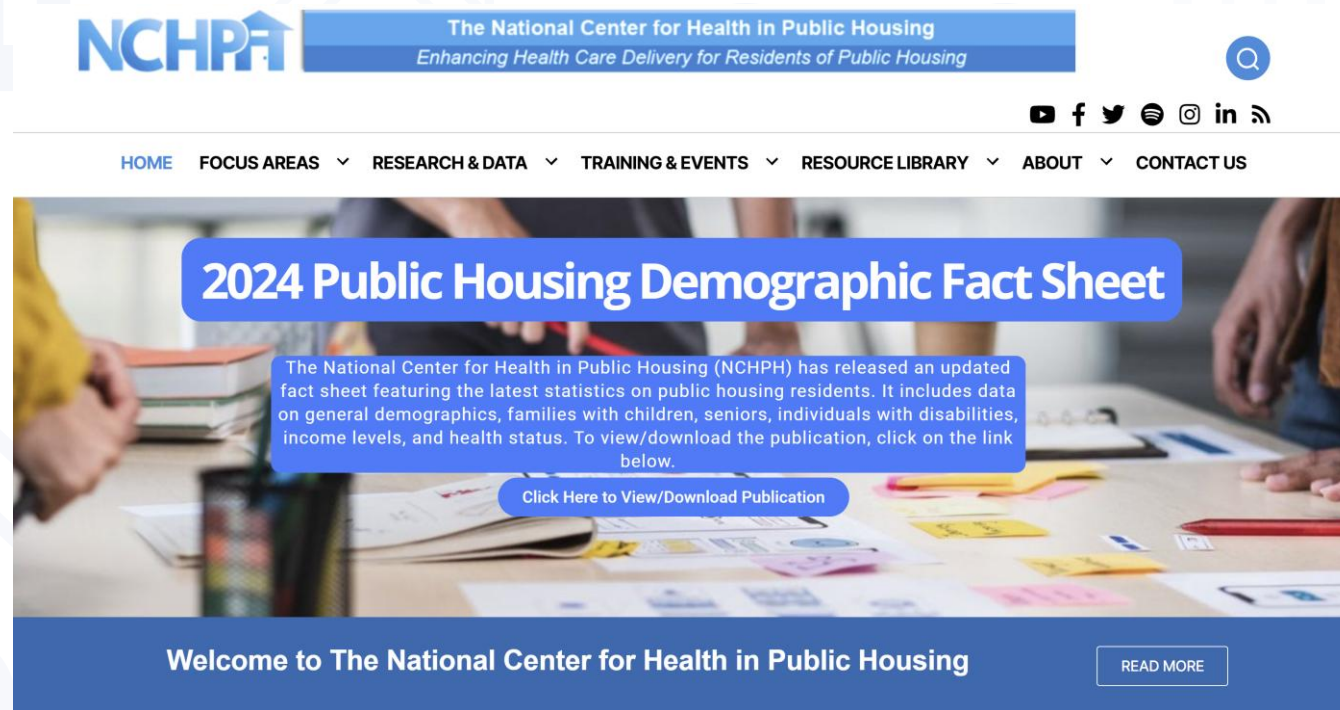 NCHPH
The National Center for Health in Public Housing
Enhancing Health Care Delivery for Residents of Public Housing
HOME FOCUS AREAS RESEARCH & DATA TRAINING & EVENTS RESOURCE LIBRARY ABOUT CONTACT US
2024 Public Housing Demographic Fact Sheet
The National Center for Health in Public Housing (NCHPH) has released an updated
fact sheet featuring the latest statistics on public housing residents. It includes data
on general demographics, families with children, seniors, individuals with disabilities,
income levels, and health status. To view/download the publication, click on the link
below.
Click Here to View/Download Publication
Welcome to The National Center for Health in Public Housing
READ MORE